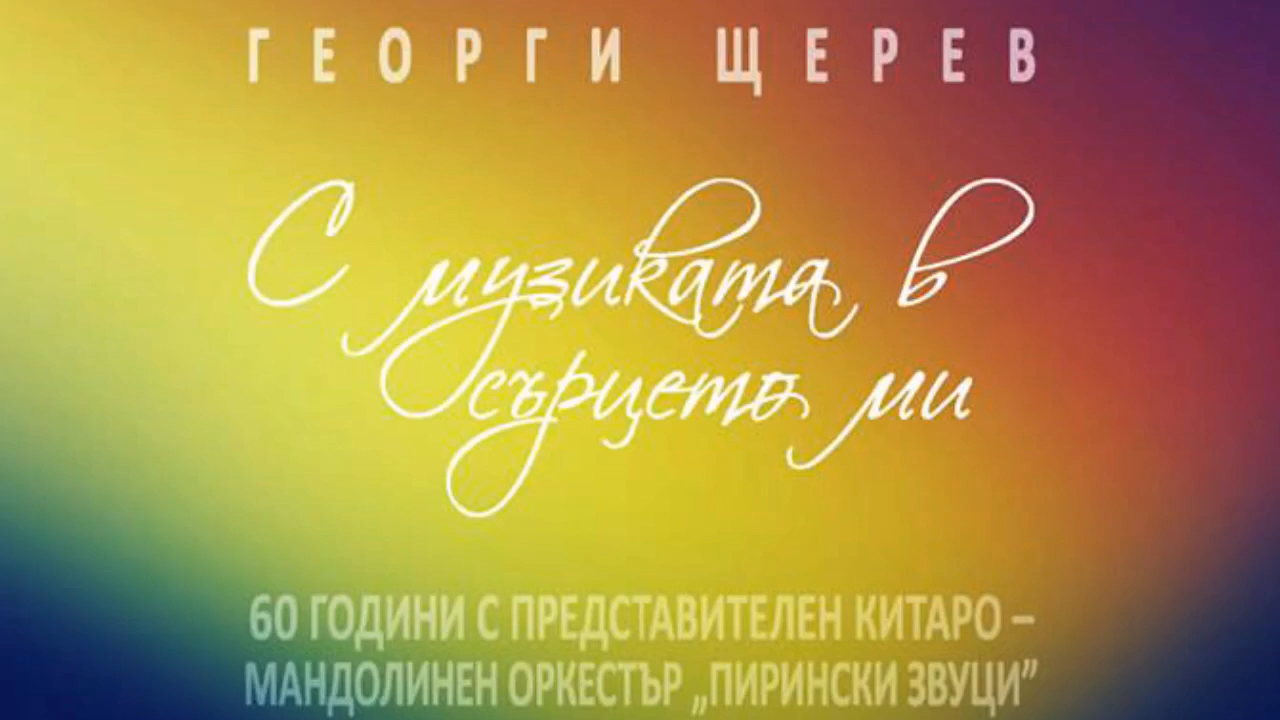 ГЕОРГИ ЩЕРЕВ
С музиката в
сърцето ми
60 ГОДИНИ С ПРЕДСТАВИТЕЛЕН КИТАРО –
МАНДОЛИНЕН ОРКЕСТЪР „ПИРИНСКИ ЗВУЦИ”